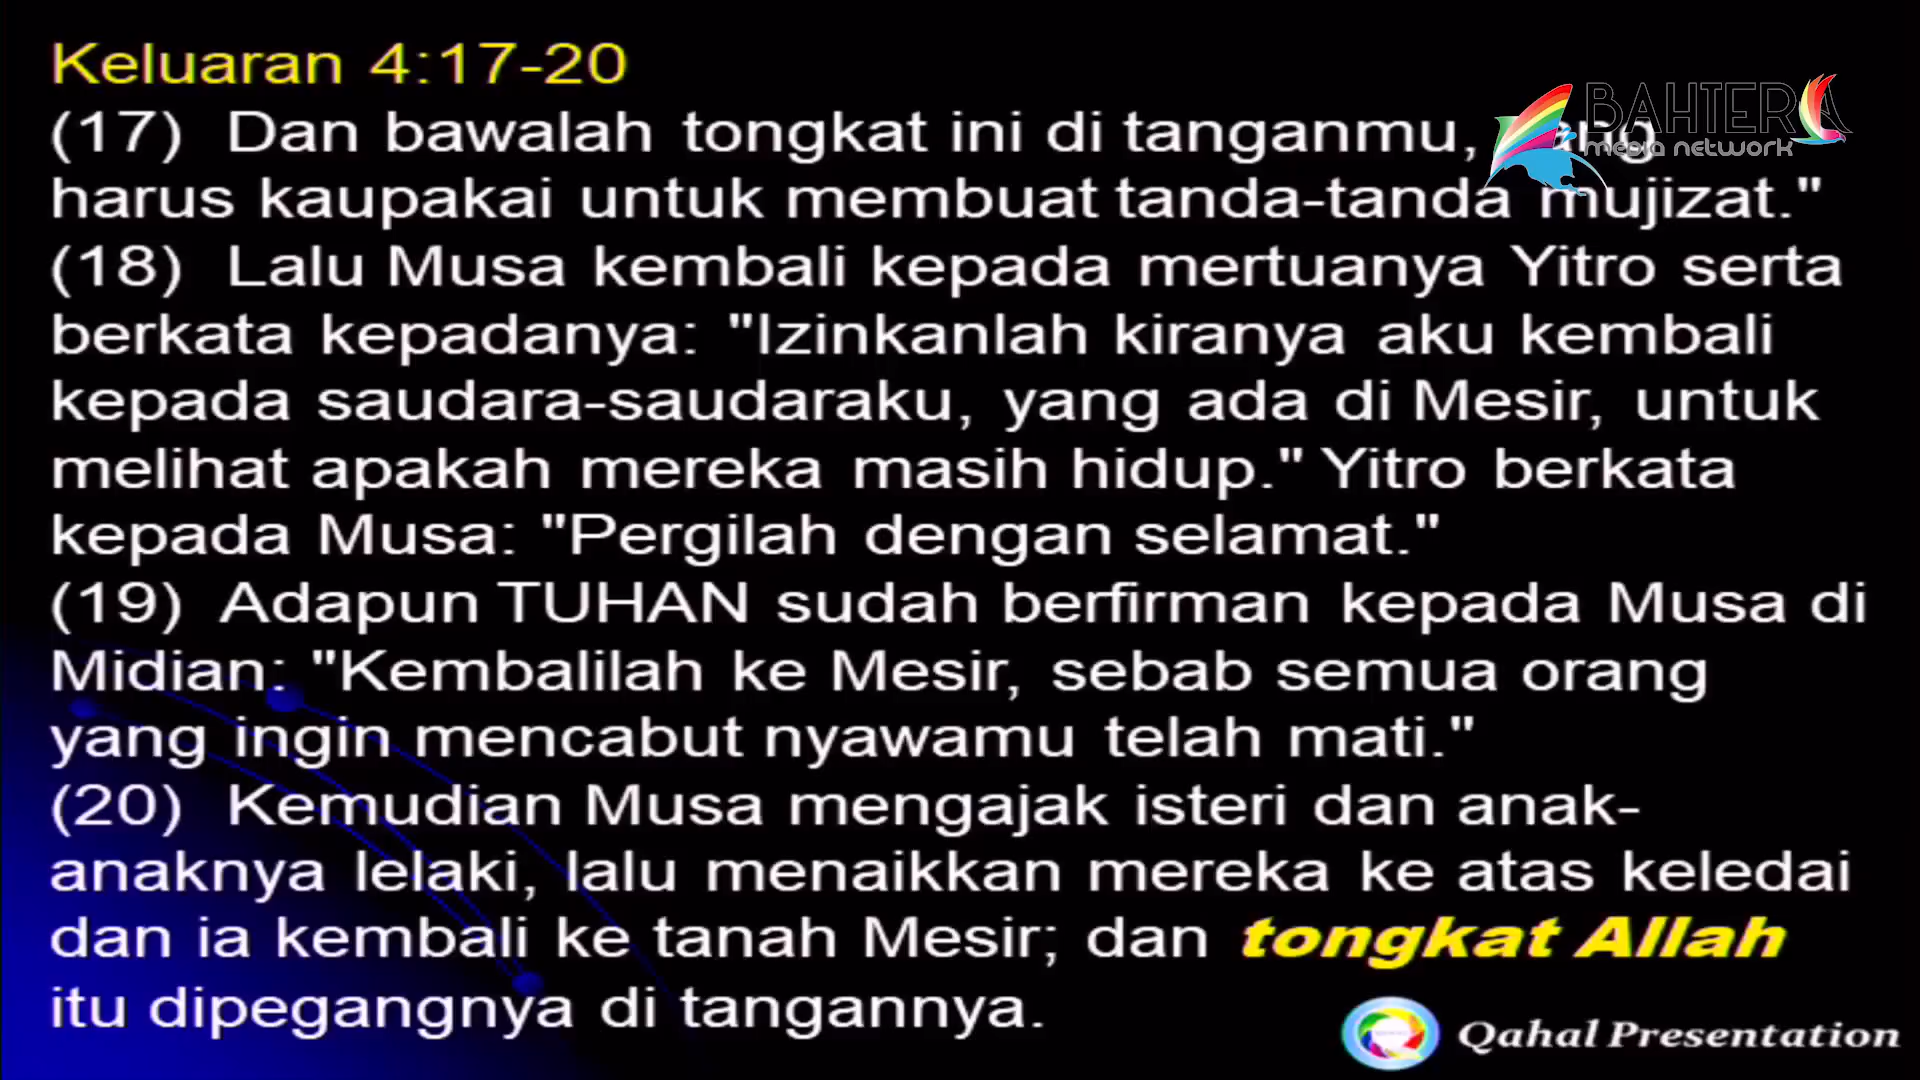 Keluaran 4:17-20
(17) Dan bawalah tongkat ini di tanganmu, yang
harus kaupakai untuk membuat tanda-tanda mujizat."
(18) Lalu Musa kembali kepada mertuanya Yitro serta
berkata kepadanya: "Izinkanlah kiranya aku kembali
kepada saudara-saudaraku, yang ada di Mesir, untuk
melihat apakah mereka masih hidup." Yitro berkata
kepada Musa: "Pergilah dengan selamat."
(19) Adapun TUHAN sudah berfirman kepada Musa di
Midian: "Kembalilah ke Mesir, sebab semua orang
yang ingin mencabut nyawamu telah mati."
(20) Kemudian Musa mengajak isteri dan anak-
anaknya lelaki, lalu menaikkan mereka ke atas keledai
dan ia kembali ke tanah Mesir; dan tongkat Allah
itu dipegangnya di tangannya.
BAHTERA
media network
Qahal Presentation